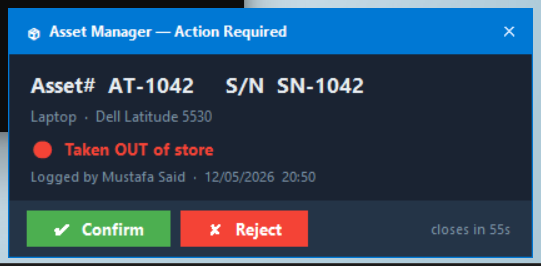 Asset Manager — Action Required
Asset# AT-1042 S/N SN-1042
Laptop · Dell Latitude 5530
Taken OUT of store
Logged by Mustafa Said · 12/05/2026 20:50
✔ Confirm ✘ Reject closes in 55s